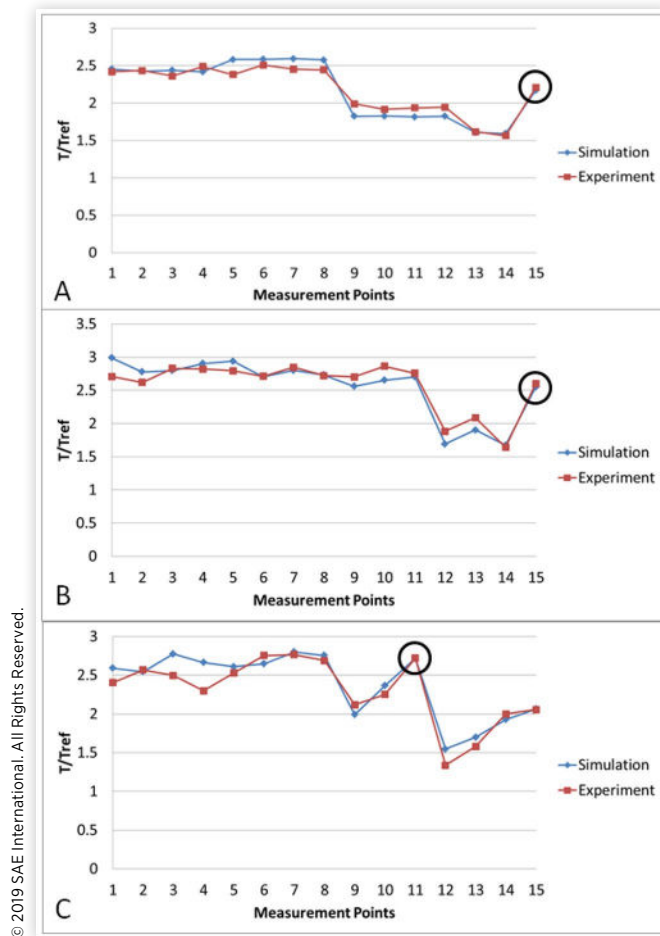 3
2.5
2
1.5
1
0.5
0
T/Tref
1 2 3 4 5 6 7 8 9 10 11 12 13 14 15
Measurement Points
Simulation
Experiment
A
3.5
3
2.5
2
1.5
1
0.5
0
T/Tref
1 2 3 4 5 6 7 8 9 10 11 12 13 14 15
Measurement Points
Simulation
Experiment
B
3
2.5
2
1.5
1
0.5
0
T/Tref
1 2 3 4 5 6 7 8 9 10 11 12 13 14 15
Measurement Points
Simulation
Experiment
C
© 2019 SAE International. All Rights Reserved.